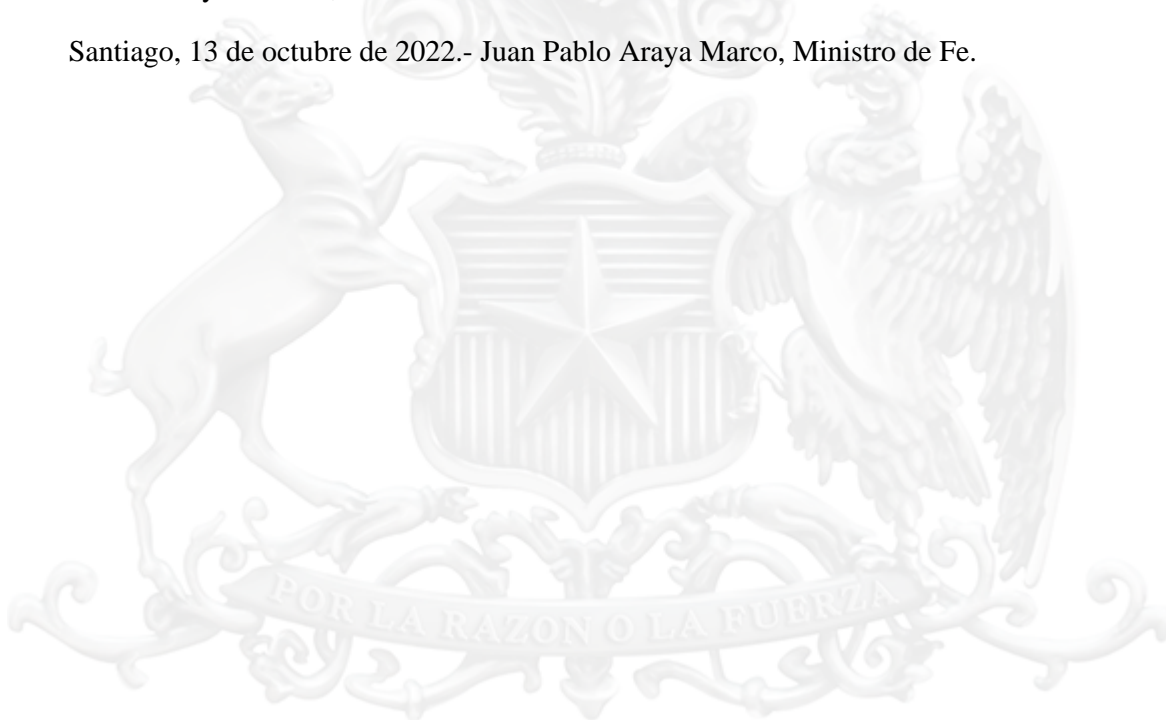 Santiago, 13 de octubre de 2022.- Juan Pablo Araya Marco, Ministro de Fe.
POR LA RAZON O LA FUERZA